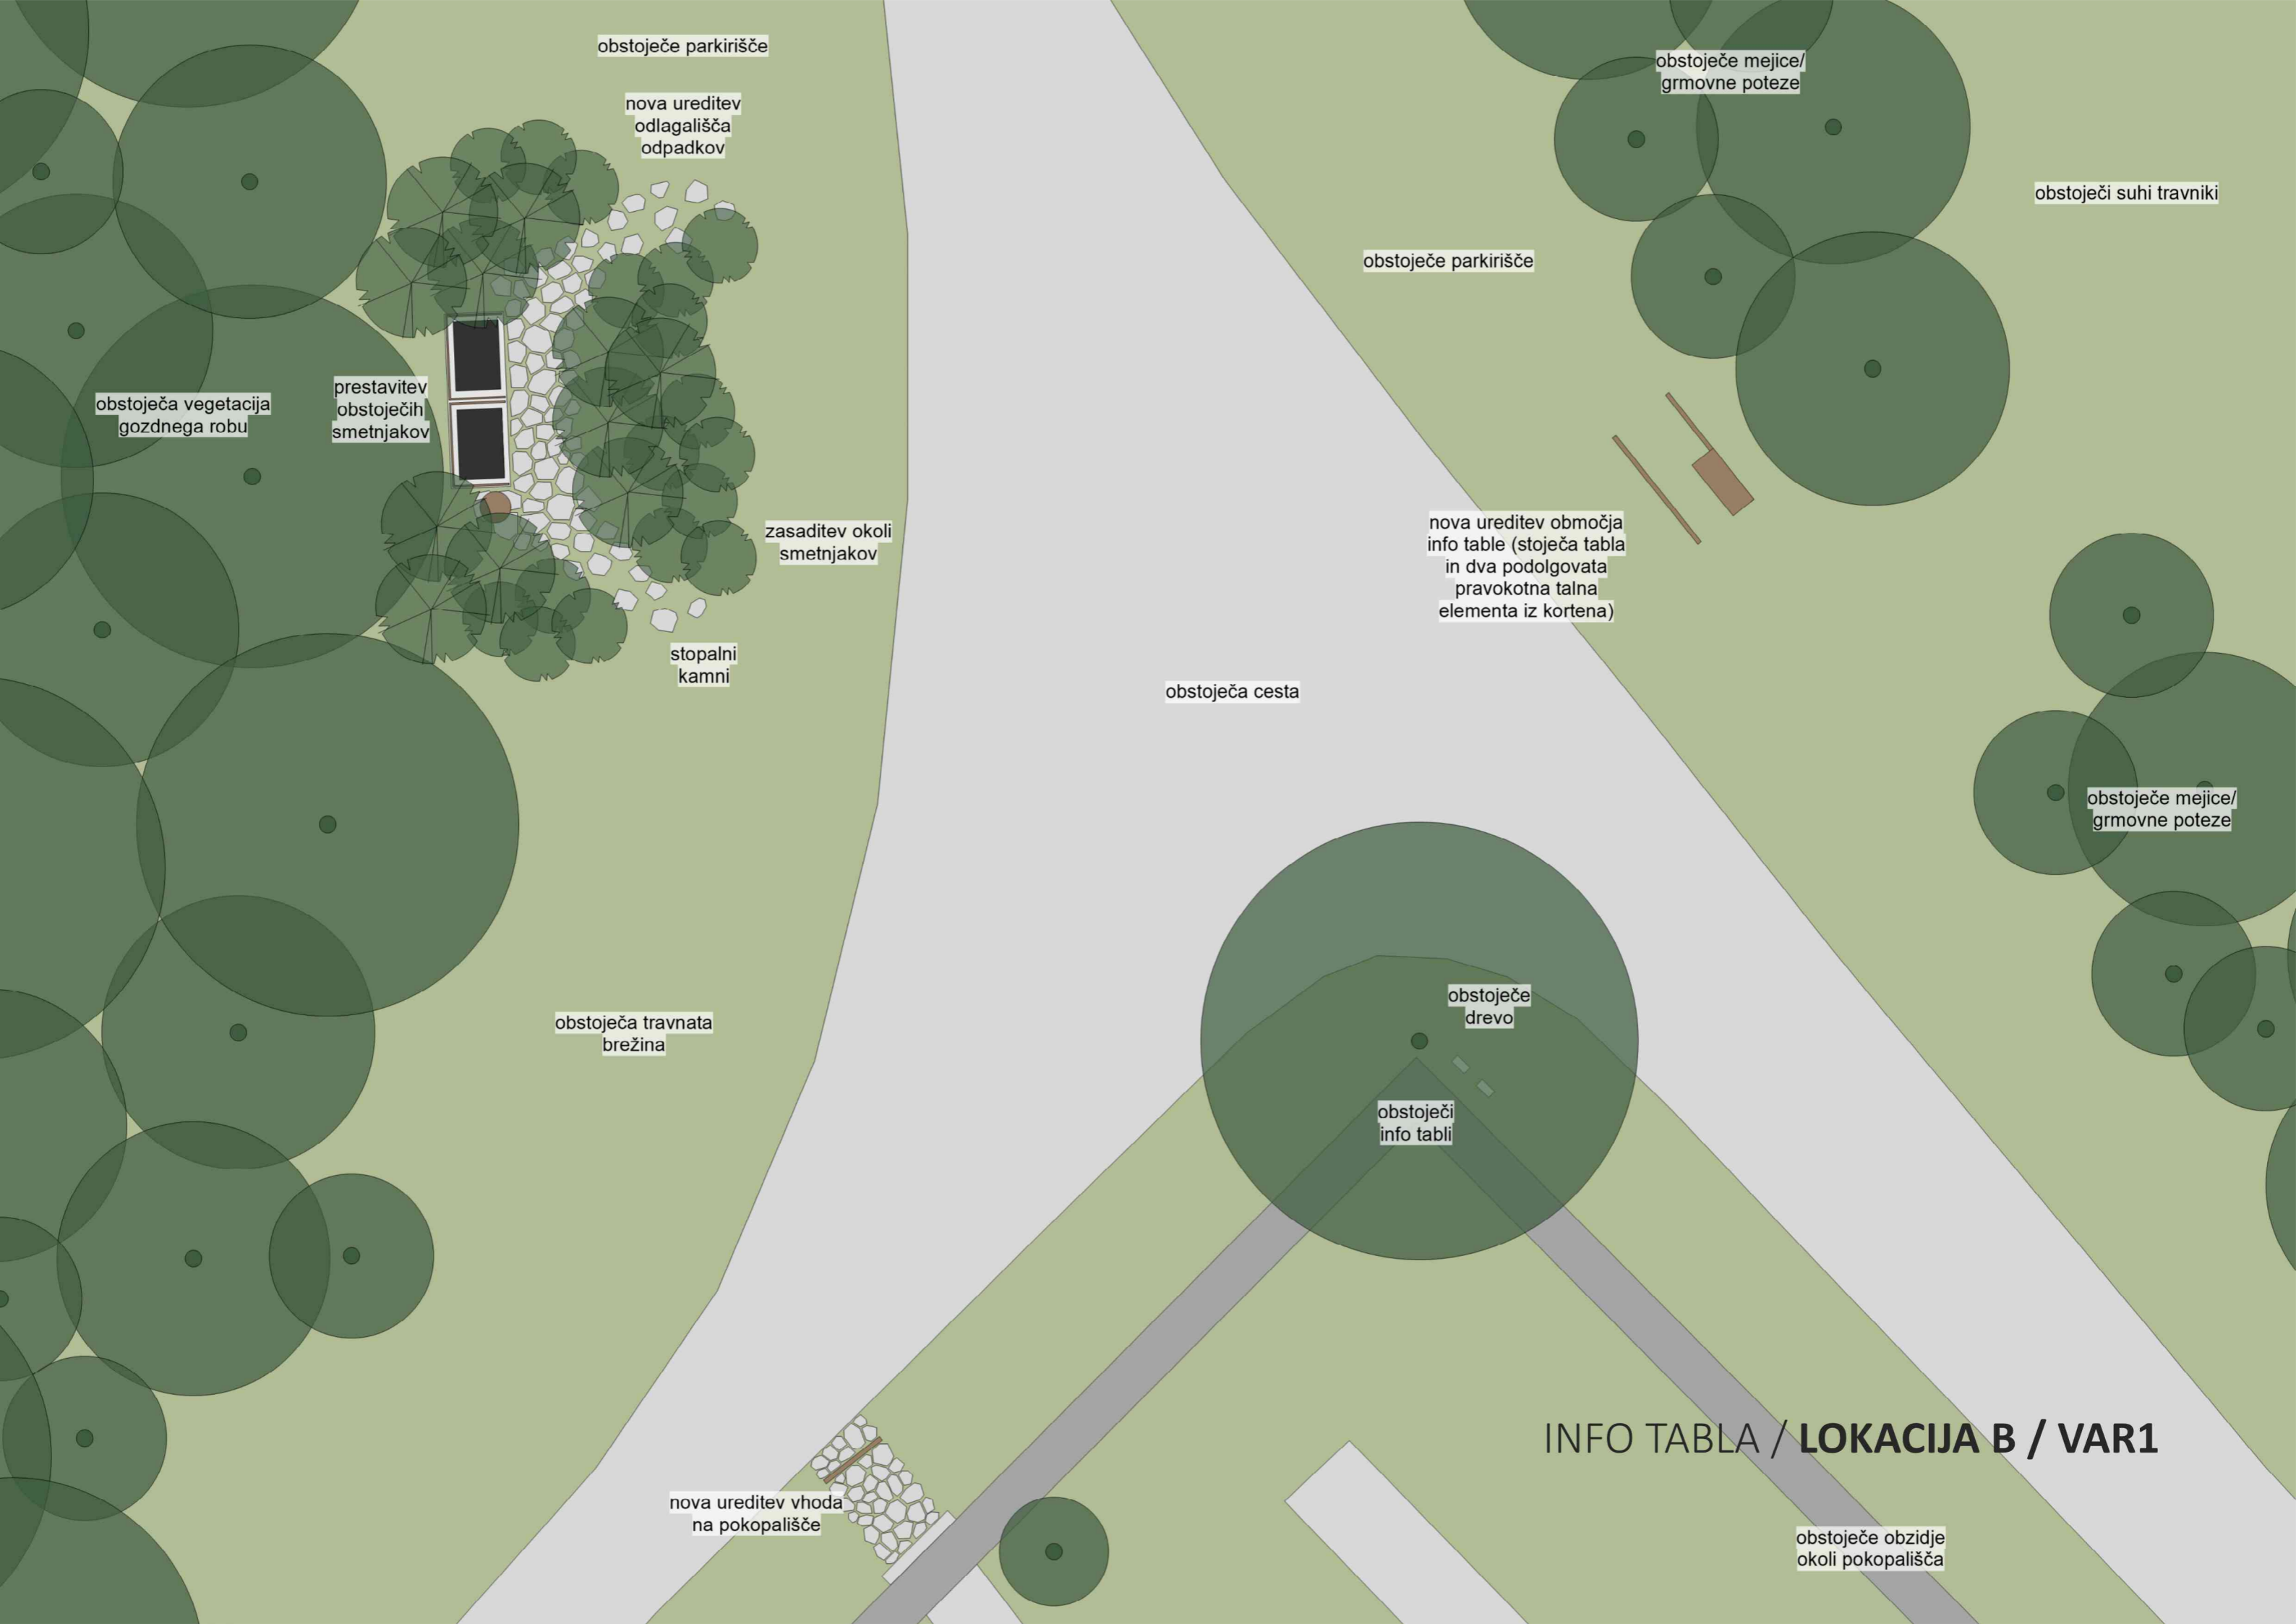 obstoječe parkirišče
nova ureditev
odlagališča
odpadkov
obstoječe mejice/
grmovne poteze
obstoječi suhi travniki
obstoječe parkirišče
obstoječa vegetacija
gozdnega robu
prestavitev
obstoječih
smetnjakov
zasaditev okoli
smetnjakov
nova ureditev območja
info table (stoječa tabla
in dva podolgovata
pravokotna talna
elementa iz kortena)
stopalni
kamni
obstoječa cesta
obstoječe mejice/
grmovne poteze
obstoječa travnata
brežina
obstoječe
drevo
obstoječi
info tabli
INFO TABLA / LOKACIJA B / VAR1
nova ureditev vhoda
na pokopališče
obstoječe obzidje
okoli pokopališča